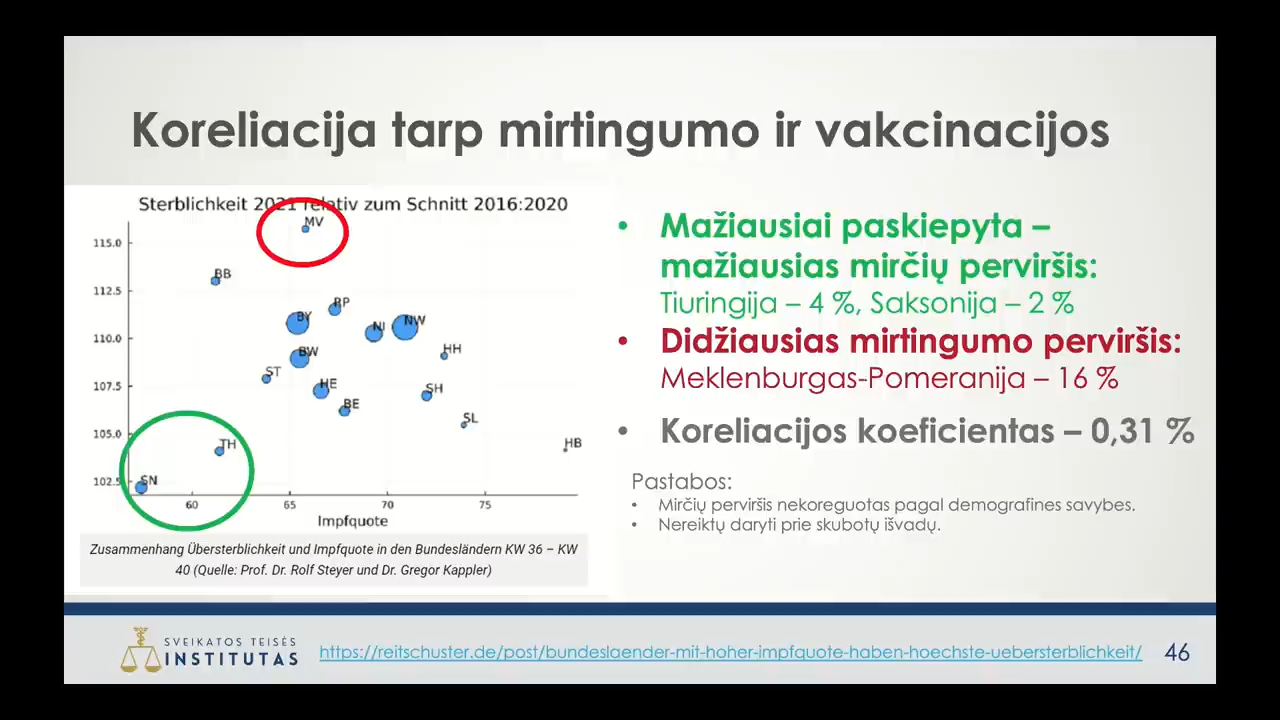 Koreliacija tarp mirtingumo ir vakcinacijos
Sterblichkeit 2021 relativ zum Schnitt 2016:2020
MV
115.0
BB
112.5
RP
BY
NI
NW
110.0
BW
HH
ST
107.5
HE
SH
BE
SL
105.0
TH
HB
SN
102.5
60
65
70
75
Impfquote
Zusammenhang Übersterblichkeit und Impfquote in den Bundesländern KW 36 – KW
40 (Quelle: Prof. Dr. Rolf Steyer und Dr. Gregor Kappler)
• Mažiausiai paskiepyta –
mažiausias mirčių perviršis:
Tiuringija – 4 %, Saksonija – 2 %
• Didžiausias mirtingumo perviršis:
Meklenburgas-Pomeranija – 16 %
• Koreliacijos koeficientas – 0,31 %
Pastabos:
• Mirčių perviršis nekoreguotas pagal demografines savybes.
• Nereiktų daryti prie skubotų išvadų.
SVEIKATOS TEISĖS
INSTITUTAS
https://reitschuster.de/post/bundeslaender-mit-hoher-impfquote-haben-hoechste-uebersterblichkeit/
46